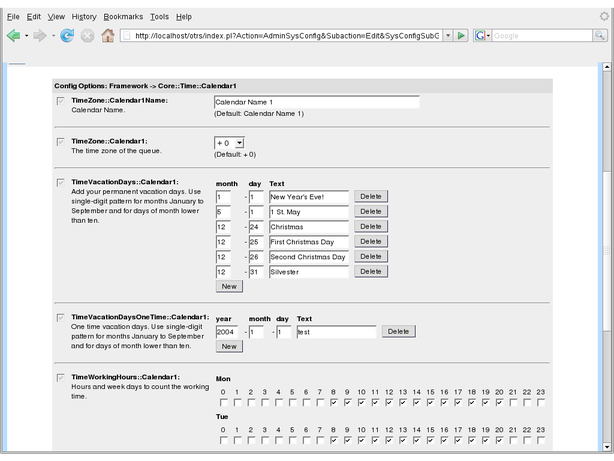 File Edit View History Bookmarks Tools Help
http://localhost/otrs/index.pl?Action=AdminSysConfig&Subaction=Edit&SysConfigSubG
Google
Config Options: Framework -> Core::Time::Calendar1
TimeZone::Calendar1Name:
Calendar Name.
Calendar Name 1
(Default: Calendar Name 1)
TimeZone::Calendar1:
The time zone of the queue.
+ 0
(Default: + 0)
TimeVacationDays::Calendar1:
Add your permanent vacation days. Use
single-digit pattern for months January to
September and for days of month lower
than ten.
month day Text
1 - 1 New Year's Eve! Delete
5 - 1 1 St. May Delete
12 - 24 Christmas Delete
12 - 25 First Christmas Day Delete
12 - 26 Second Christmas Day Delete
12 - 31 Silvester Delete
New
TimeVacationDaysOneTime::Calendar1:
One time vacation days. Use single-digit
pattern for months January to September
and for days of month lower than ten.
year month day Text
2004 - 1 - 1 test Delete
New
TimeWorkingHours::Calendar1:
Hours and week days to count the working
time.
Mon
0 1 2 3 4 5 6 7 8 9 10 11 12 13 14 15 16 17 18 19 20 21 22 23
Tue
0 1 2 3 4 5 6 7 8 9 10 11 12 13 14 15 16 17 18 19 20 21 22 23